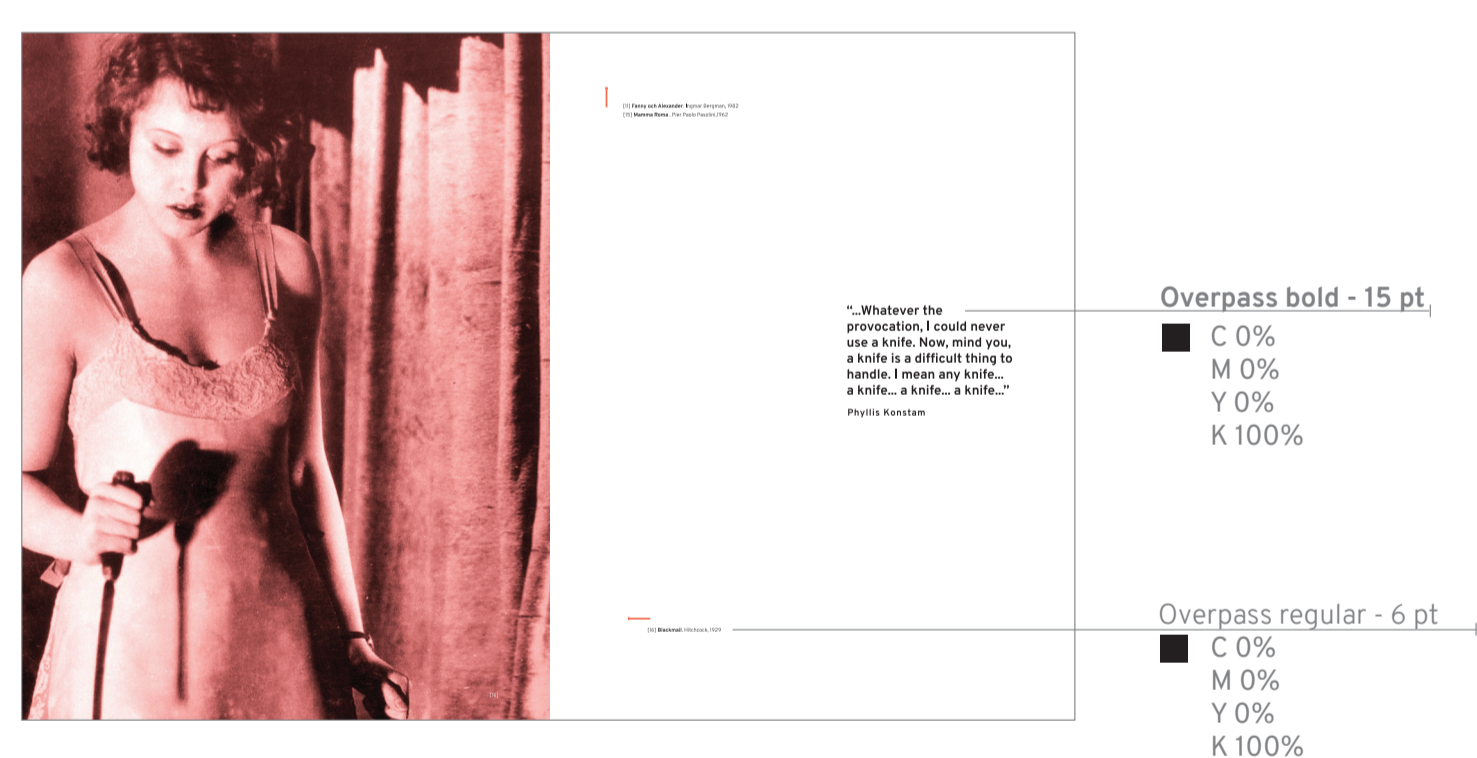 [11] Fanny och Alexander. Ingmar Bergman, 1982
[15] Mamma Roma . Pier Paolo Pasolini,1962
“...Whatever the
provocation, I could never
use a knife. Now, mind you,
a knife is a difficult thing to
handle. I mean any knife...
a knife... a knife... a knife...”
Phyllis Konstam
[16] Blackmail. Hitchcock, 1929
[16]
Overpass bold - 15 pt
C 0%
M 0%
Y 0%
K 100%
Overpass regular - 6 pt
C 0%
M 0%
Y 0%
K 100%